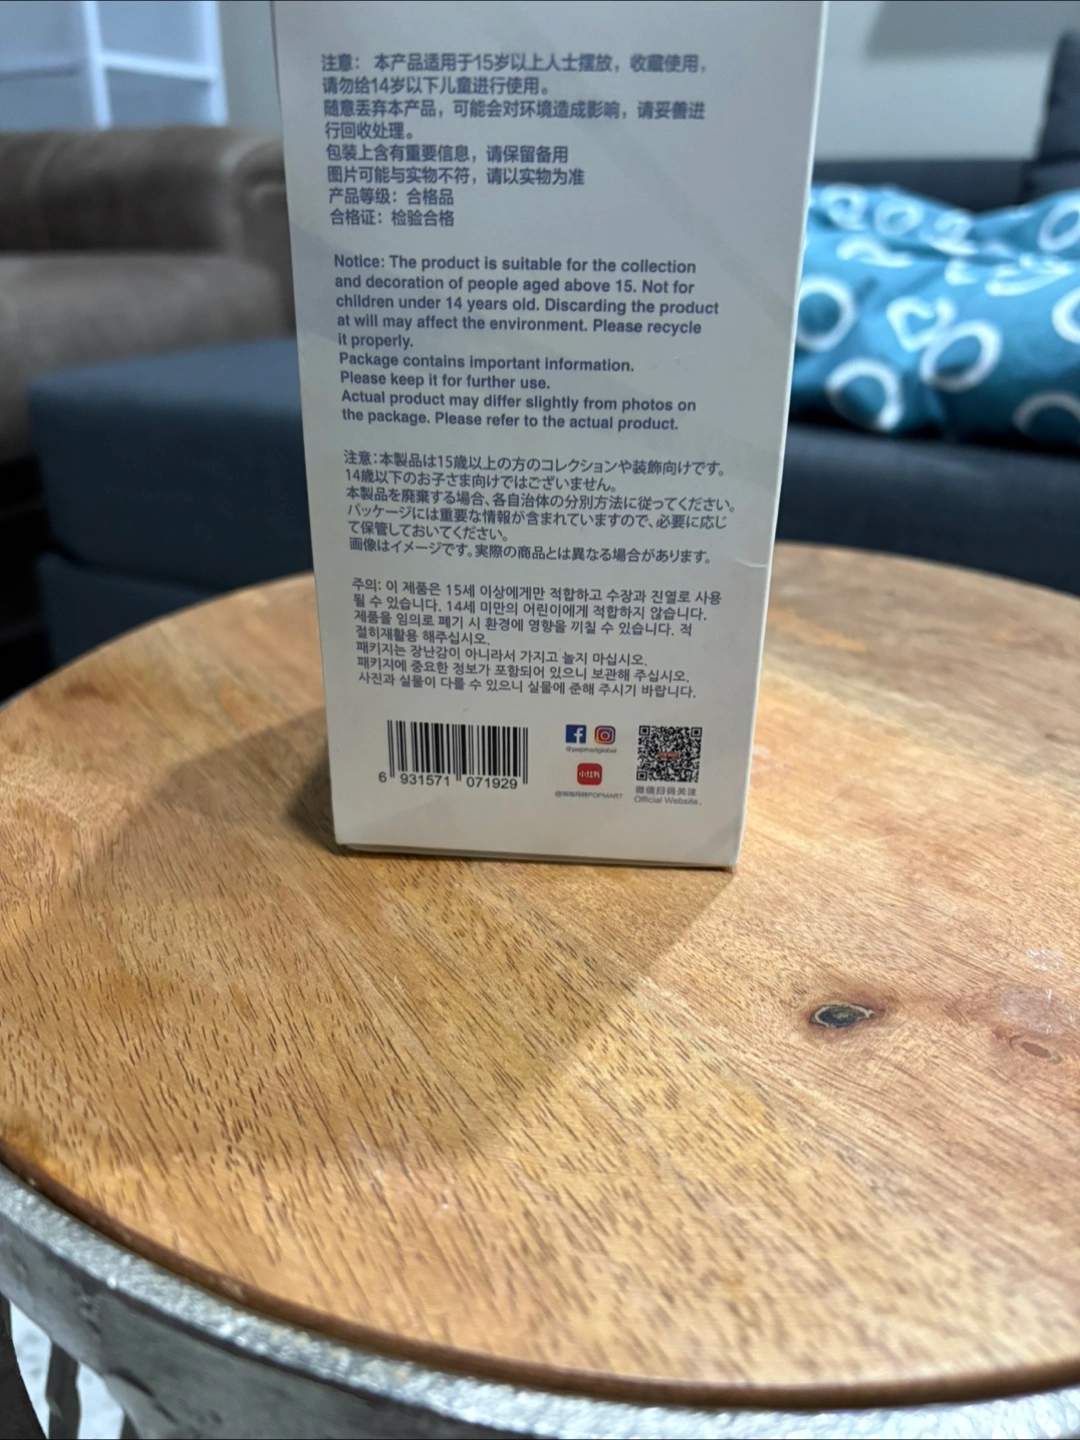 注意： 本产品适用于15岁以上人士摆放，收藏使用，
请勿给14岁以下儿童进行使用。
随意丢弃本产品，可能会对环境造成影响，请妥善进
行回收处理。
包装上含有重要信息，请保留备用
图片可能与实物不符，请以实物为准
产品等级：合格品
合格证：检验合格
Notice: The product is suitable for the collection
and decoration of people aged above 15. Not for
children under 14 years old. Discarding the product
at will may affect the environment. Please recycle
it properly.
Package contains important information.
Please keep it for further use.
Actual product may differ slightly from photos on
the package. Please refer to the actual product.
注意：本製品は15歳以上の方のコレクションや装飾向けです。
14歳以下のお子さま向けではございません。
本製品を廃棄する場合、各自治体の分別方法に従ってください。
パッケージには重要な情報が含まれていますので、必要に応じ
て保管しておいてください。
画像はイメージです。実際の商品とは異なる場合があります。
주의: 이 제품은 15세 이상에게만 적합하고 수장과 진열로 사용
될 수 있습니다. 14세 미만의 어린이에게 적합하지 않습니다.
제품을 임의로 폐기 시 환경에 영향을 끼칠 수 있습니다. 적
절히재활용 해주십시오.
패키지는 장난감이 아니라서 가지고 놀지 마십시오.
패키지에 중요한 정보가 포함되어 있으니 보관해 주십시오.
사진과 실물이 다를 수 있으니 실물에 준해 주시기 바랍니다.
6 931571 071929
@popmartglobal
小红书
POPMART
微信扫码关注
Official Website.